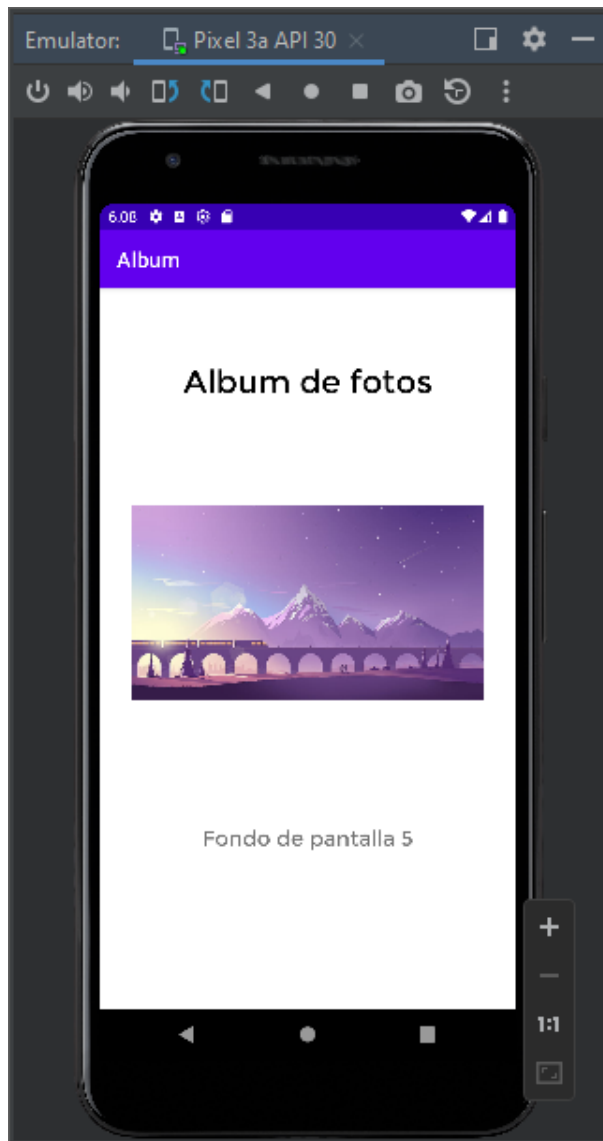 Emulator: Pixel 3a API 30
6:08
Album
Album de fotos
Fondo de pantalla 5
1:1